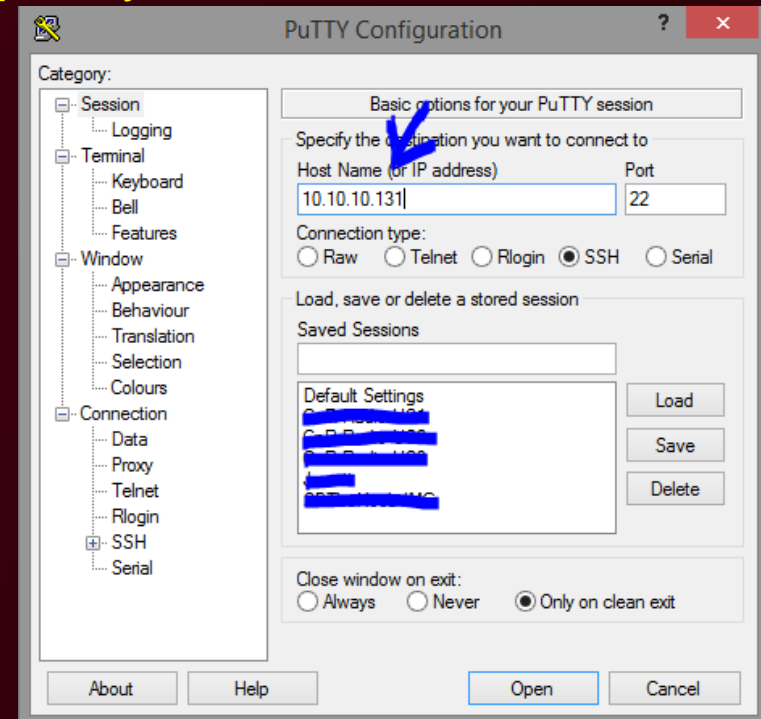 PuTTY Configuration
? ×
Category:
Session
Logging
Terminal
Keyboard
Bell
Features
Window
Appearance
Behaviour
Translation
Selection
Colours
Connection
Data
Proxy
Telnet
Rlogin
SSH
Serial
Basic options for your PuTTY session
Specify the destination you want to connect to
Host Name (or IP address) Port
10.10.10.131 22
Connection type:
Raw Telnet Rlogin SSH Serial
Load, save or delete a stored session
Saved Sessions
Default Settings
Load
Save
Delete
Close window on exit:
Always Never Only on clean exit
About Help Open Cancel